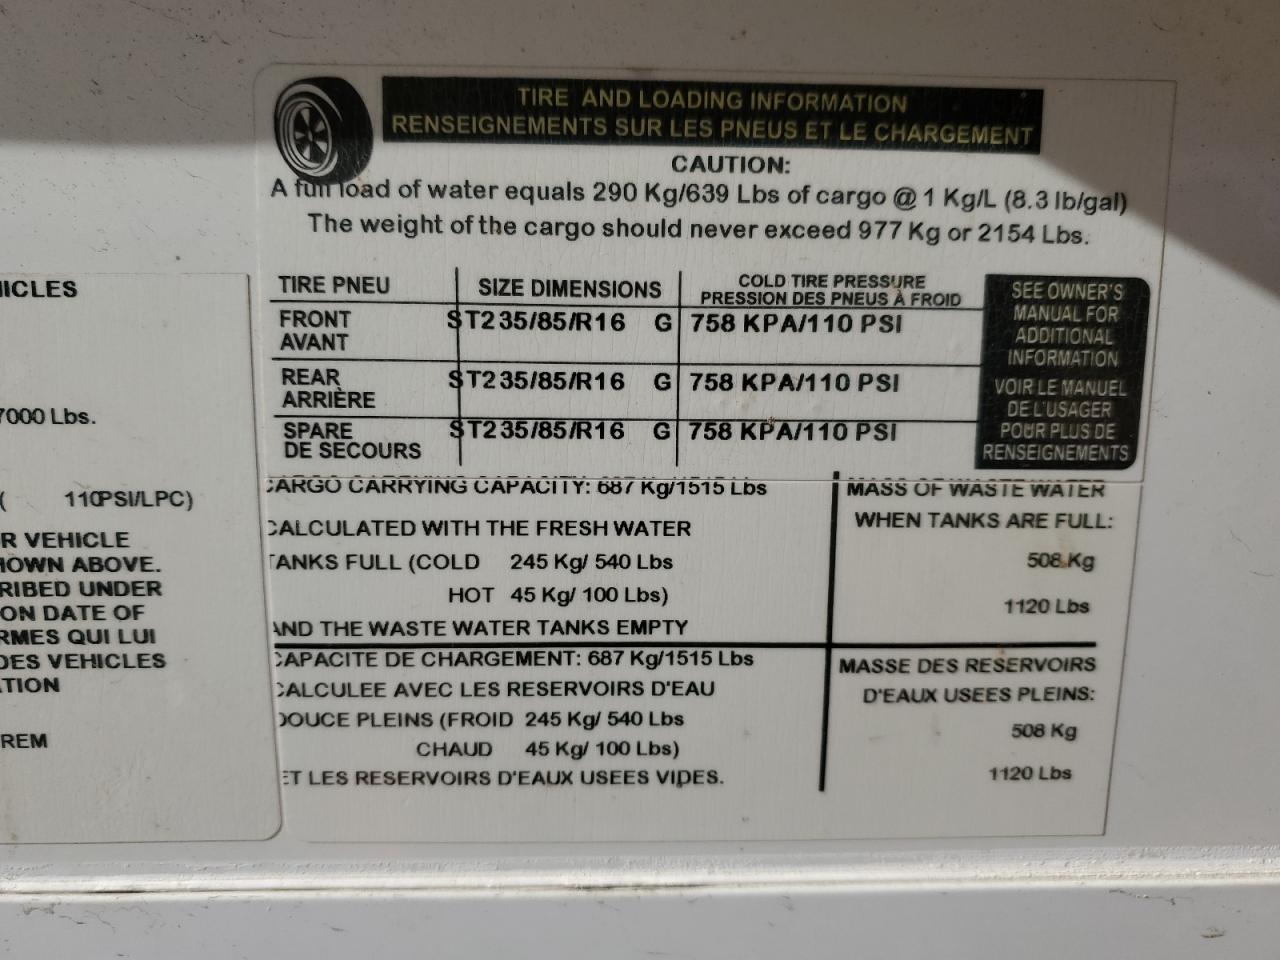 TIRE AND LOADING INFORMATION
RENSEIGNEMENTS SUR LES PNEUS ET LE CHARGEMENT
CAUTION:
A full load of water equals 290 Kg/639 Lbs of cargo @ 1 Kg/L (8.3 lb/gal)
The weight of the cargo should never exceed 977 Kg or 2154 Lbs.
TIRE PNEU SIZE DIMENSIONS COLD TIRE PRESSURE
PRESSION DES PNEUS À FROID
FRONT ST235/85/R16 G 758 KPA/110 PSI
AVANT
REAR ST235/85/R16 G 758 KPA/110 PSI
ARRIÈRE
SPARE ST235/85/R16 G 758 KPA/110 PSI
DE SECOURS
SEE OWNER'S
MANUAL FOR
ADDITIONAL
INFORMATION
VOIR LE MANUEL
DE L'USAGER
POUR PLUS DE
RENSEIGNEMENTS
CARGO CARRYING CAPACITY: 687 Kg/1515 Lbs
CALCULATED WITH THE FRESH WATER
TANKS FULL (COLD 245 Kg/ 540 Lbs
HOT 45 Kg/ 100 Lbs)
AND THE WASTE WATER TANKS EMPTY
MASS OF WASTE WATER
WHEN TANKS ARE FULL:
508 Kg
1120 Lbs
CAPACITE DE CHARGEMENT: 687 Kg/1515 Lbs
CALCULEE AVEC LES RESERVOIRS D'EAU
DOUCE PLEINS (FROID 245 Kg/ 540 Lbs
CHAUD 45 Kg/ 100 Lbs)
ET LES RESERVOIRS D'EAUX USEES VIDES.
MASSE DES RESERVOIRS
D'EAUX USEES PLEINS:
508 Kg
1120 Lbs
ICLES
7000 Lbs.
( 110PSI/LPC)
R VEHICLE
HOWN ABOVE.
RIBED UNDER
ON DATE OF
RMES QUI LUI
DES VEHICLES
TION
REM